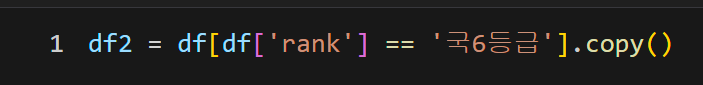 1 df2 = df[df['rank'] == '국6등급'].copy()